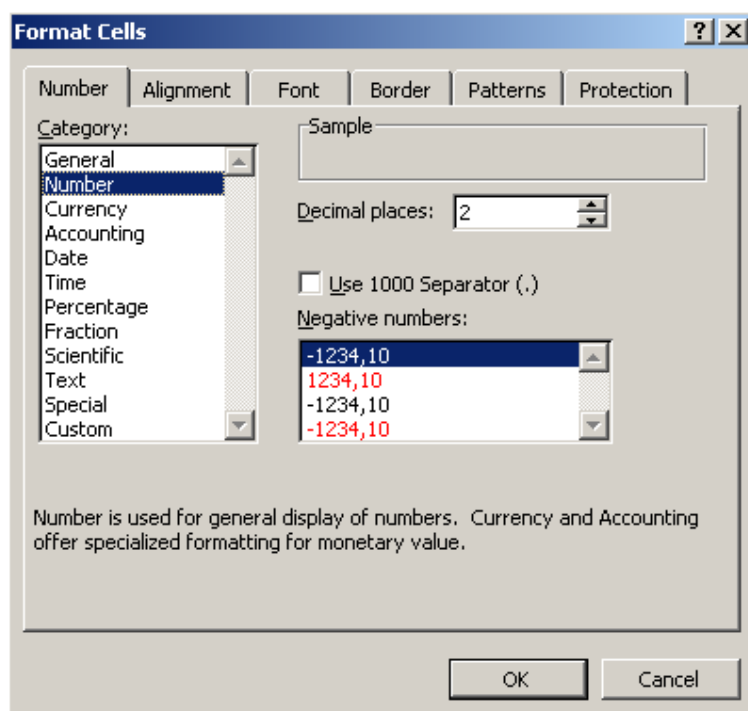 Format Cells
Number Alignment Font Border Patterns Protection
Category:
General
Number
Currency
Accounting
Date
Time
Percentage
Fraction
Scientific
Text
Special
Custom
Sample
Decimal places: 2
Use 1000 Separator (.)
Negative numbers:
-1234,10
1234,10
-1234,10
-1234,10
Number is used for general display of numbers. Currency and Accounting
offer specialized formatting for monetary value.
OK Cancel